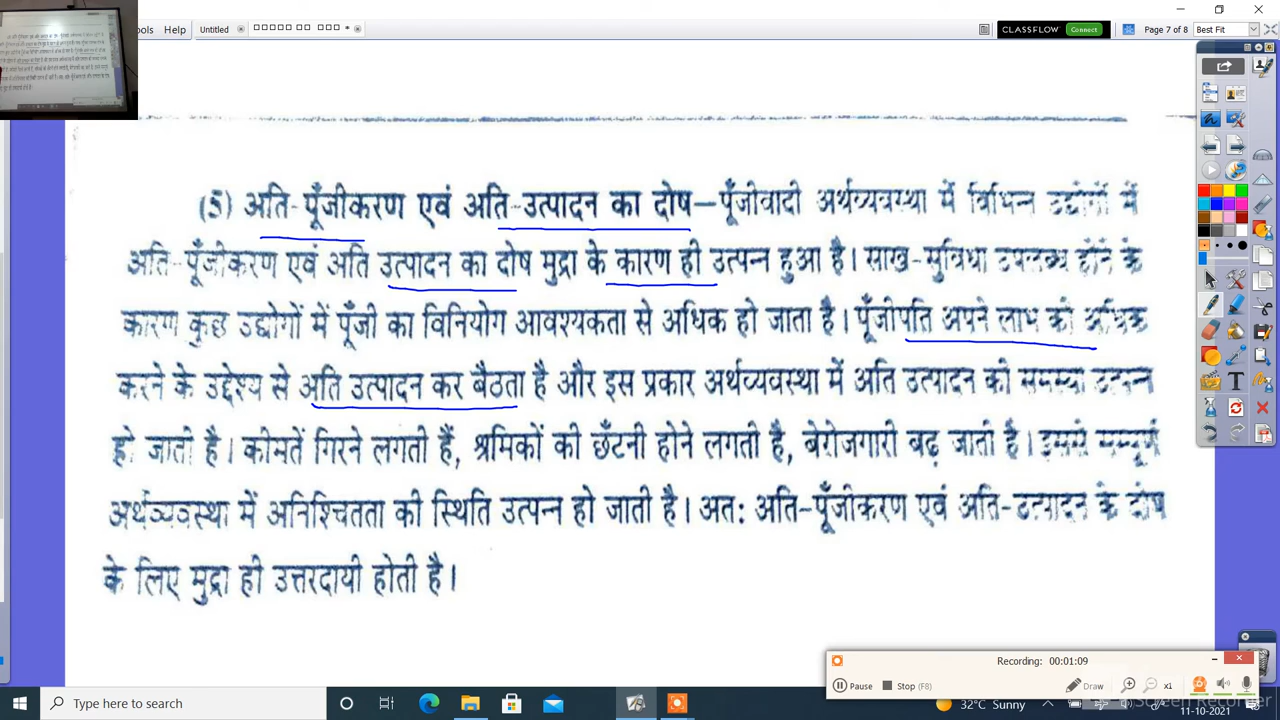 ools Help Untitled CLASSFLOW Connect Page 7 of 8 Best Fit
(5) अति-पूँजीकरण एवं अति-उत्पादन का दोष—पूँजीवादी अर्थव्यवस्था में विभिन्न उद्योगों में
अति-पूँजीकरण एवं अति उत्पादन का दोष मुद्रा के कारण ही उत्पन्न हुआ है। साख-सुविधा उपलब्ध होने के
कारण कुछ उद्योगों में पूँजी का विनियोग आवश्यकता से अधिक हो जाता है। पूँजीपति अपने लाभ को अधिक
करने के उद्देश्य से अति उत्पादन कर बैठता है और इस प्रकार अर्थव्यवस्था में अति उत्पादन की समस्या उत्पन्न
हो जाती है। कीमतें गिरने लगती हैं, श्रमिकों की छँटनी होने लगती है, बेरोजगारी बढ़ जाती है। इससे सम्पूर्ण
अर्थव्यवस्था में अनिश्चितता की स्थिति उत्पन्न हो जाती है। अत: अति-पूँजीकरण एवं अति-उत्पादन के दोष
के लिए मुद्रा ही उत्तरदायी होती है।
Recording: 00:01:09
Pause Stop (F8) Draw x1
Type here to search 32°C Sunny
11-10-2021